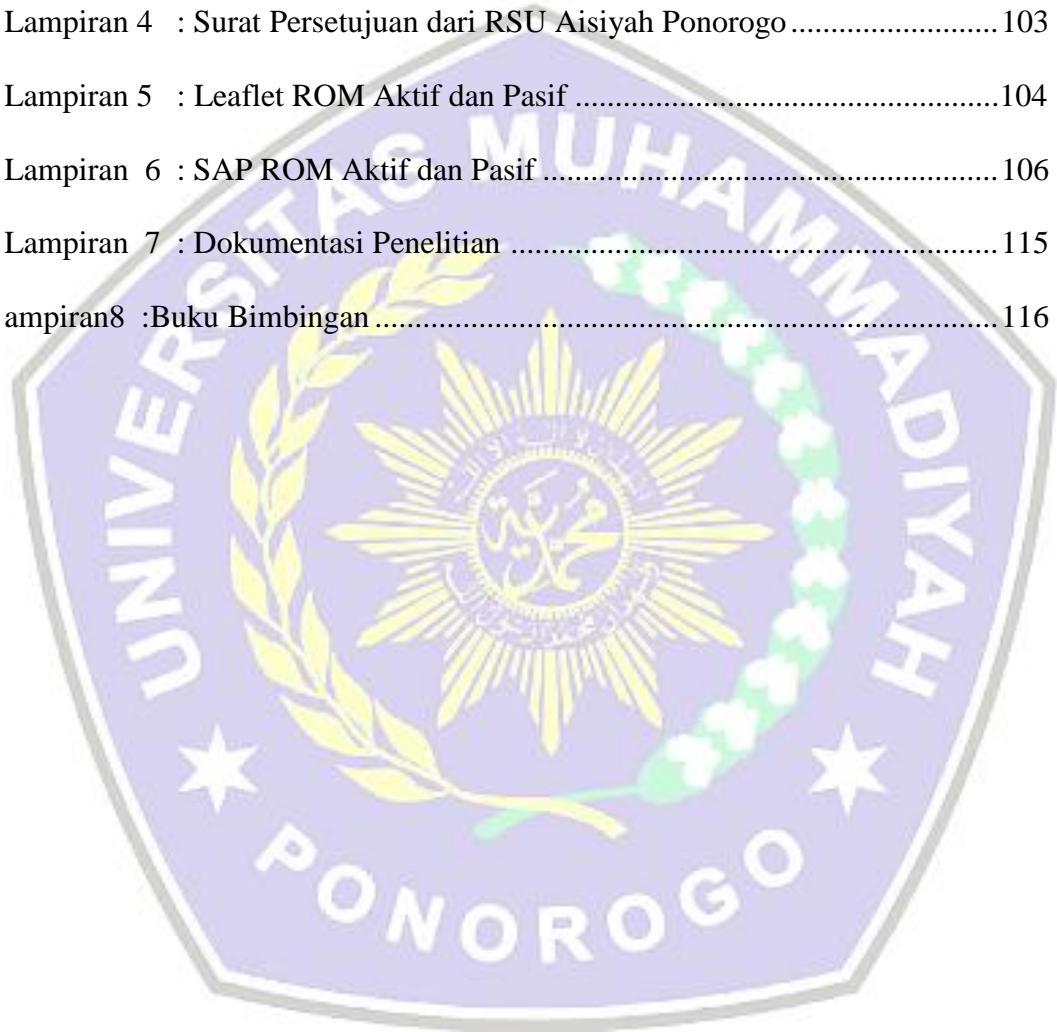 Lampiran 4 : Surat Persetujuan dari RSU Aisiyah Ponorogo..........................103
Lampiran 5 : Leaflet ROM Aktif dan Pasif .....................................................104
Lampiran 6 : SAP ROM Aktif dan Pasif.........................................................106
Lampiran 7 : Dokumentasi Penelitian .............................................................115
ampiran8 :Buku Bimbingan..............................................................................116
UNIVERSITAS MUHAMMADIYAH
PONOROGO